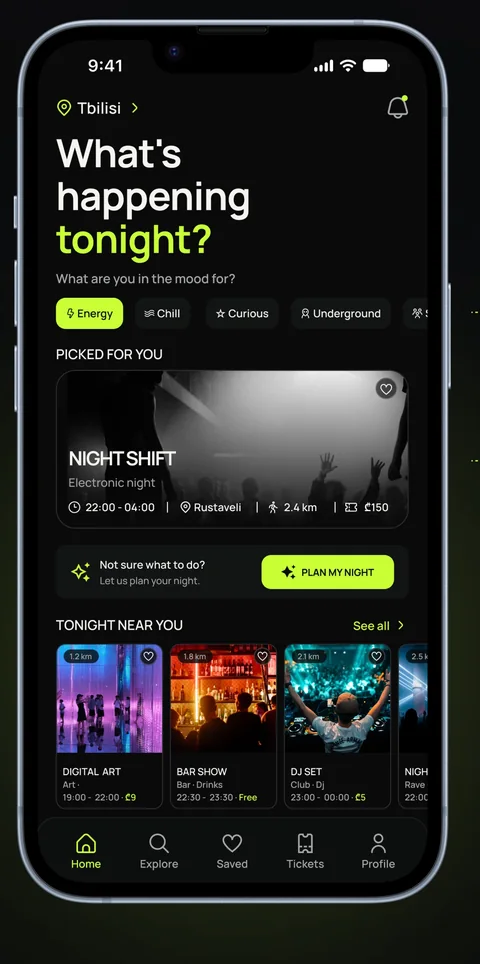 9:41
Tbilisi
What's
happening
tonight?
What are you in the mood for?
Energy Chill Curious Underground
PICKED FOR YOU
NIGHT SHIFT
Electronic night
22:00 - 04:00 | Rustaveli | 2.4 km | ₾150
Not sure what to do?
Let us plan your night.
PLAN MY NIGHT
TONIGHT NEAR YOU
See all
1.2 km
DIGITAL ART
Art ·
19:00 - 22:00 · ₾9
1.8 km
BAR SHOW
Bar · Drinks
22:30 - 23:30 · Free
2.1 km
DJ SET
Club · Dj
23:00 - 00:00 · ₾5
2.5
NIGH
Rave
22:00
Home Explore Saved Tickets Profile